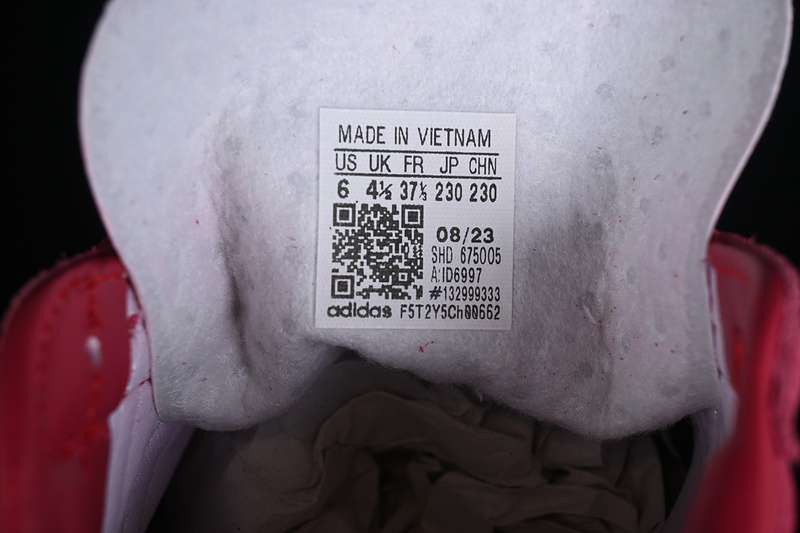 MADE IN VIETNAM
US UK FR JP CHN
6 4½ 37⅓ 230 230
08/23
SHD 675005
A:ID6997
#132999333
adidas F5T2Y5Ch00662